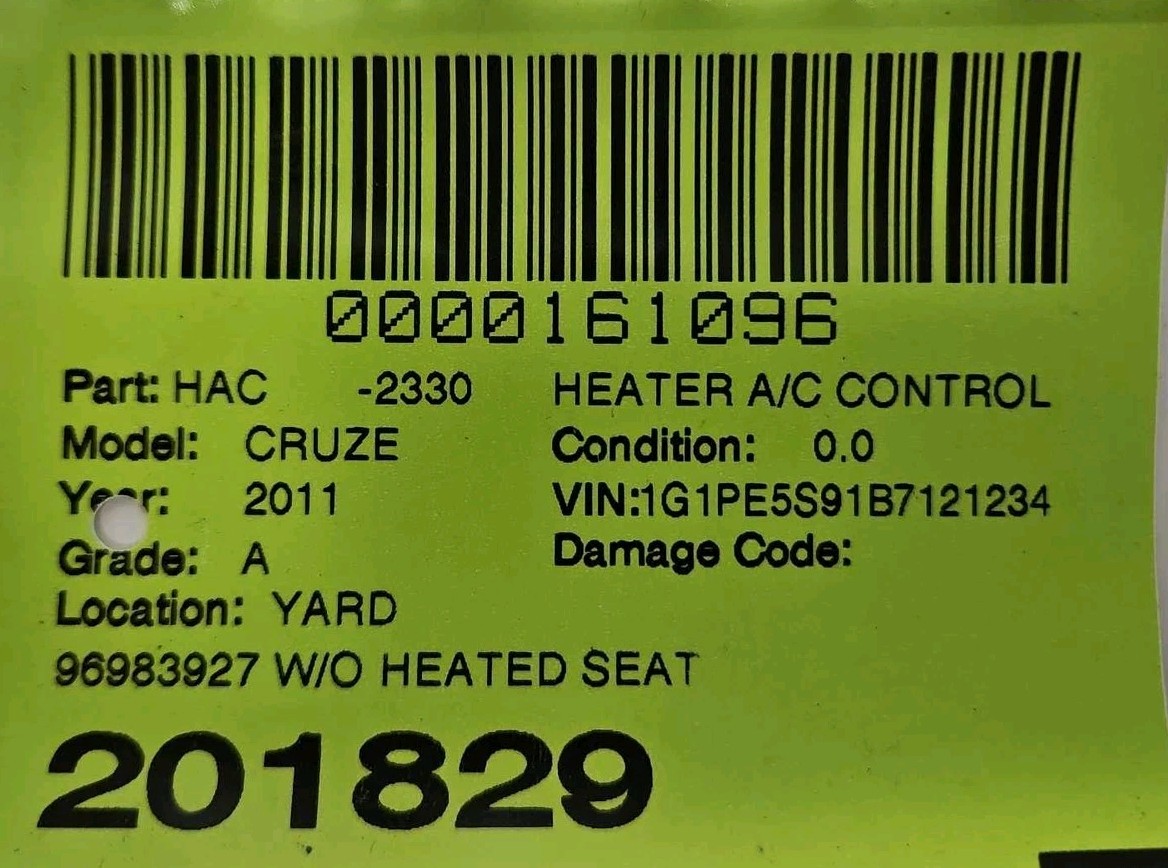 0000161096
Part: HAC -2330 HEATER A/C CONTROL
Model: CRUZE Condition: 0.0
Year: 2011 VIN:1G1PE5S91B7121234
Grade: A Damage Code:
Location: YARD
96983927 W/O HEATED SEAT
201829